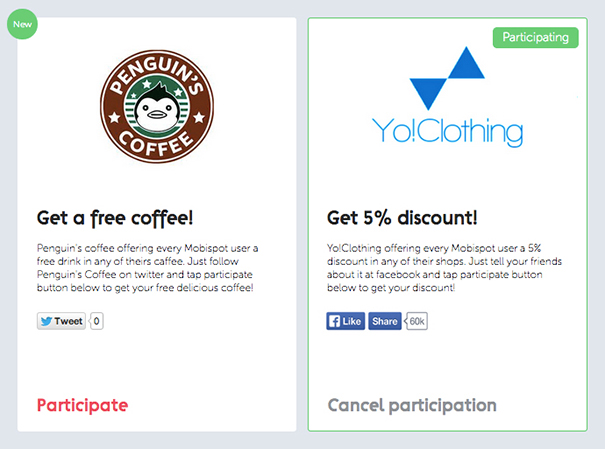 New
PENGUIN'S
COFFEE
Get a free coffee!
Penguin's coffee offering every Mobispot user a
free drink in any of theirs caffee. Just follow
Penguin's Coffee on twitter and tap participate
button below to get your free delicious coffee!
Tweet 0
Participate
Participating
Yo!Clothing
Get 5% discount!
Yo!Clothing offering every Mobispot user a 5%
discount in any of their shops. Just tell your friends
about it at facebook and tap participate button
below to get your discount!
Like Share 60k
Cancel participation